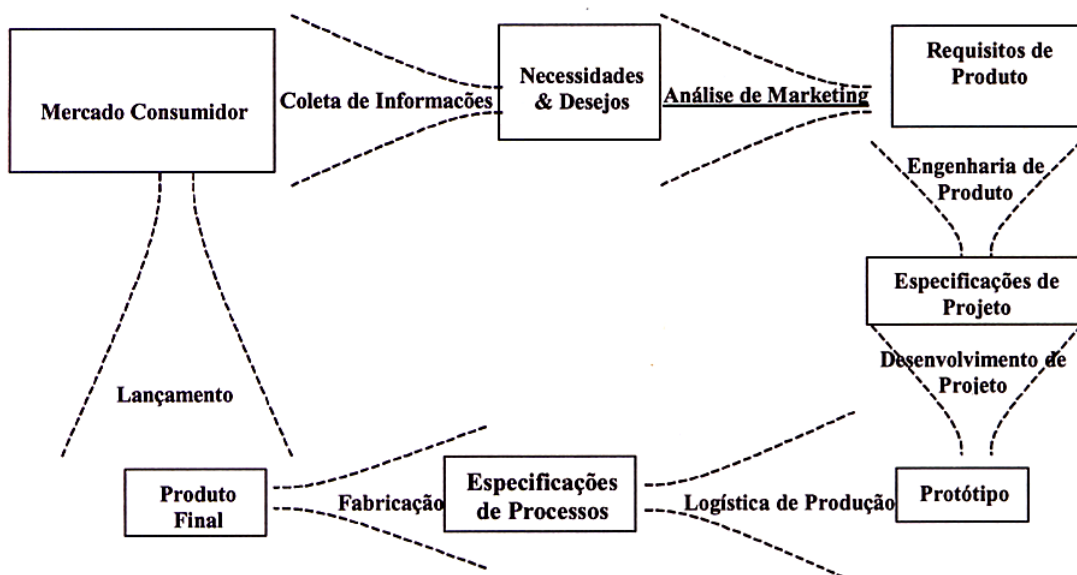 Mercado Consumidor
Coleta de Informacões
Necessidades
& Desejos
Análise de Marketing
Requisitos de
Produto
Engenharia de
Produto
Especificações de
Projeto
Desenvolvimento de
Projeto
Protótipo
Logística de Produção
Especificações
de Processos
Fabricação
Produto
Final
Lançamento